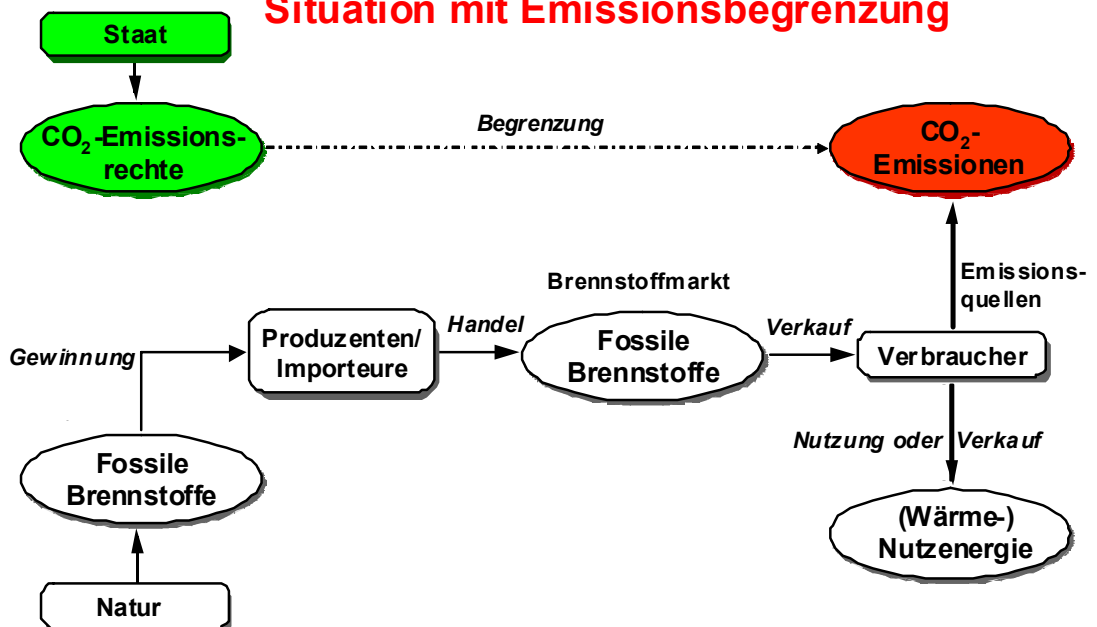 Situation mit Emissionsbegrenzung
Staat
CO₂-Emissions-
rechte
Begrenzung
CO₂-
Emissionen
Emissions-
quellen
Brennstoffmarkt
Gewinnung
Produzenten/
Importeure
Handel
Fossile
Brennstoffe
Verkauf
Verbraucher
Nutzung oder Verkauf
Fossile
Brennstoffe
(Wärme-)
Nutzenergie
Natur